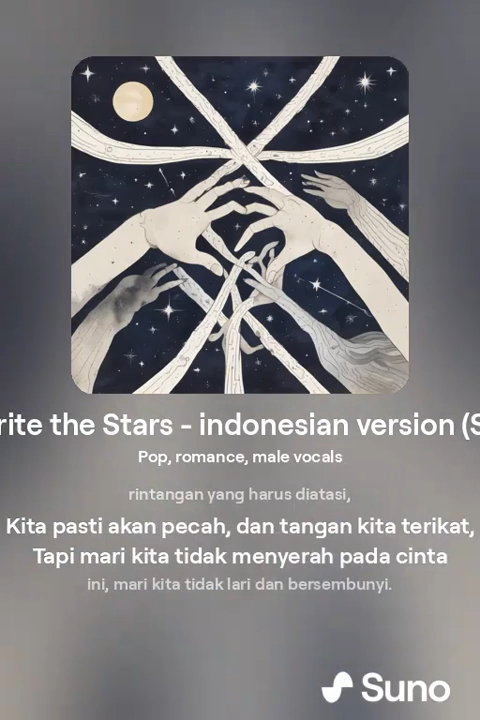 rite the Stars - indonesian version (S
Pop, romance, male vocals
rintangan yang harus diatasi,
Kita pasti akan pecah, dan tangan kita terikat,
Tapi mari kita tidak menyerah pada cinta
ini, mari kita tidak lari dan bersembunyi.
Suno